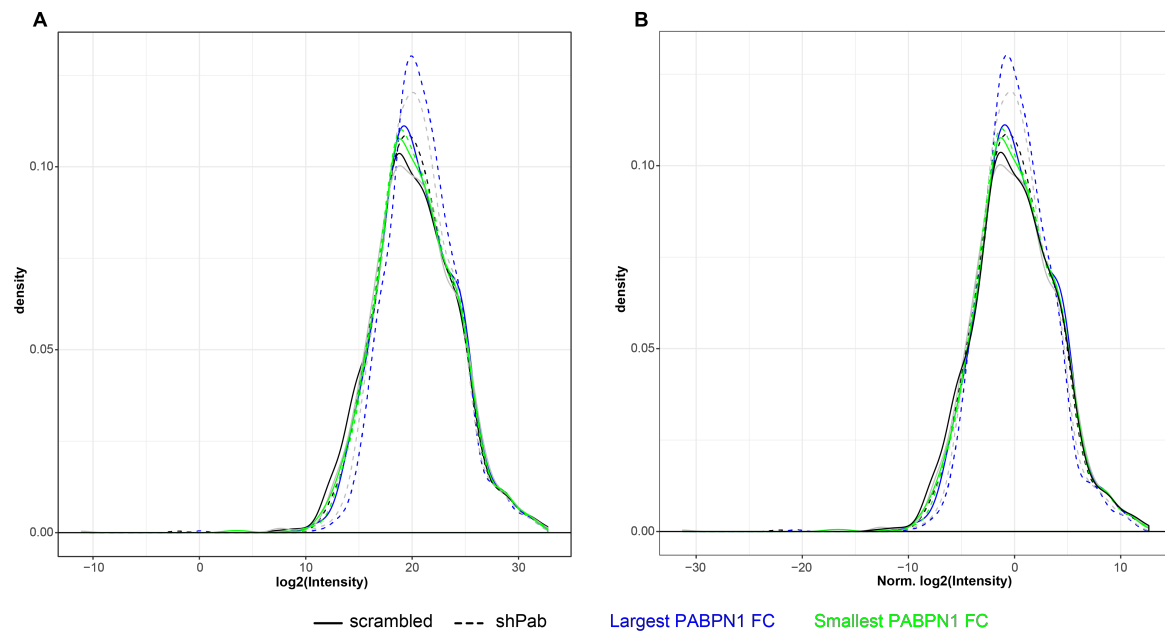 A
B
0.10
0.05
0.00
density
−10
0
10
20
30
log2(Intensity)
0.10
0.05
0.00
density
−30
−20
−10
0
10
Norm. log2(Intensity)
scrambled
shPab
Largest PABPN1 FC
Smallest PABPN1 FC